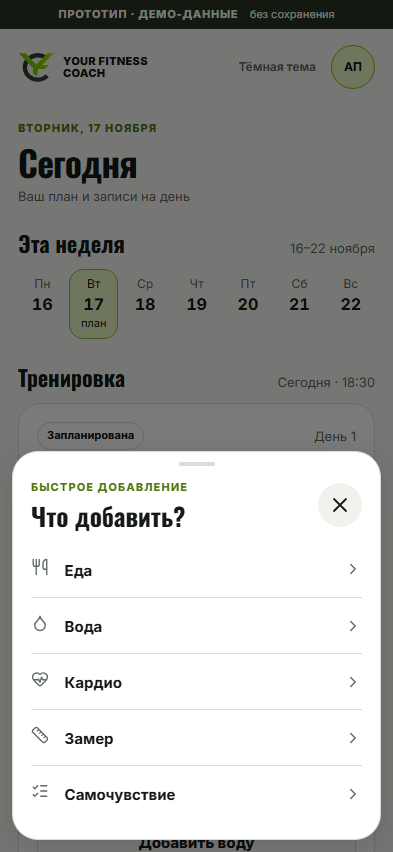 ПРОТОТИП · ДЕМО-ДАННЫЕ без сохранения
YOUR FITNESS
COACH
Тёмная тема
АП
ВТОРНИК, 17 НОЯБРЯ
Сегодня
Ваш план и записи на день
Эта неделя
16–22 ноября
Пн Вт Ср Чт Пт Сб Вс
16 17 18 19 20 21 22
план
Тренировка
Сегодня · 18:30
Запланирована
День 1
БЫСТРОЕ ДОБАВЛЕНИЕ
Что добавить?
Еда
Вода
Кардио
Замер
Самочувствие
Добавить воду